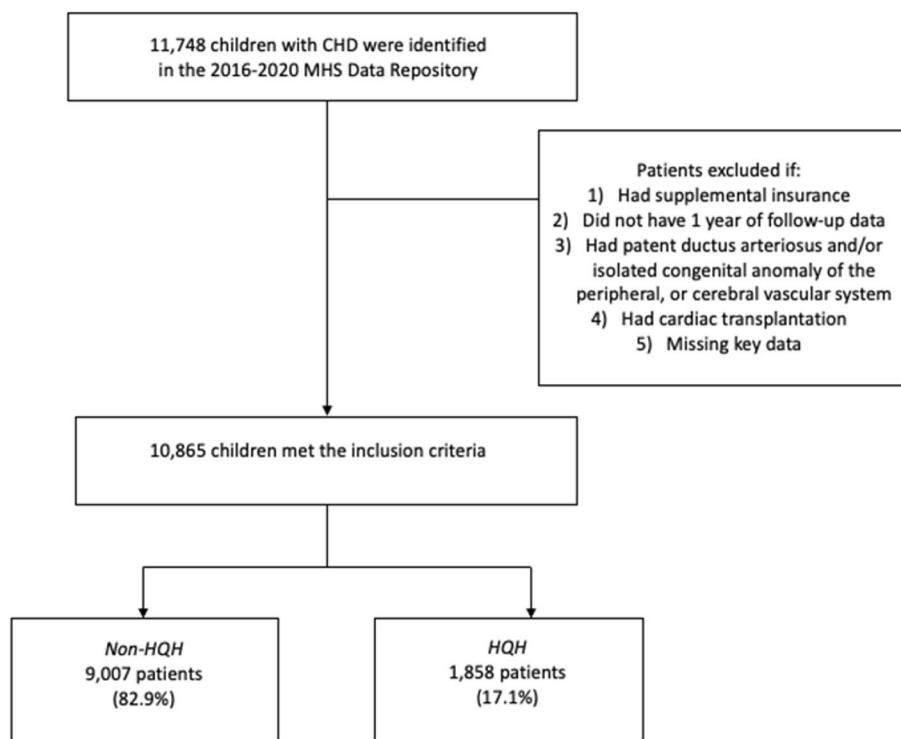 11,748 children with CHD were identified
in the 2016-2020 MHS Data Repository
Patients excluded if:
1) Had supplemental insurance
2) Did not have 1 year of follow-up data
3) Had patent ductus arteriosus and/or
isolated congenital anomaly of the
peripheral, or cerebral vascular system
4) Had cardiac transplantation
5) Missing key data
10,865 children met the inclusion criteria
Non-HQH
9,007 patients
(82.9%)
HQH
1,858 patients
(17.1%)